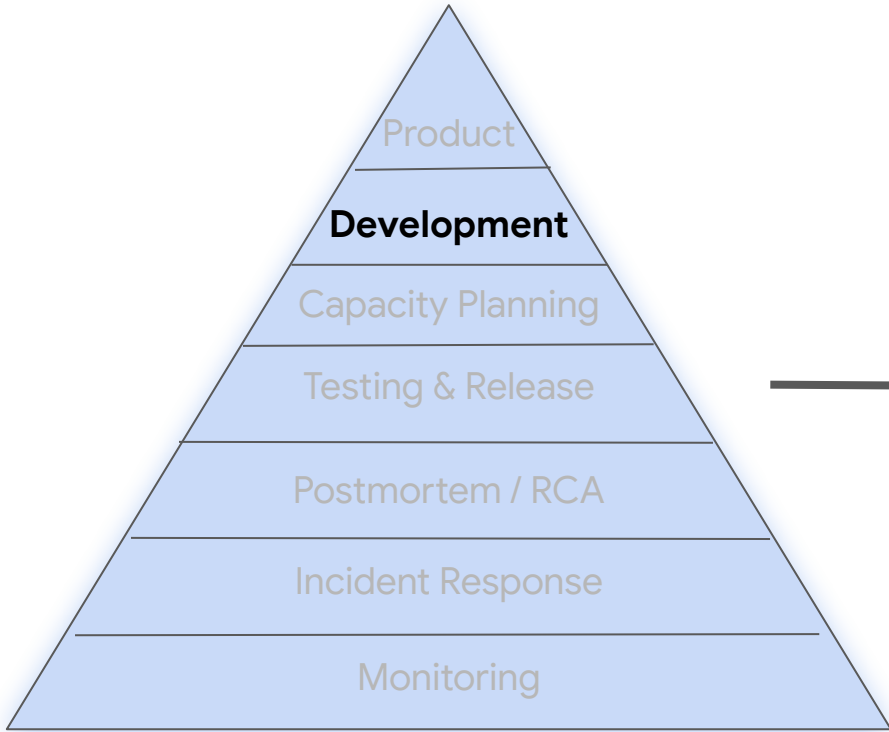 Product
Development
Capacity Planning
Testing & Release
Postmortem / RCA
Incident Response
Monitoring